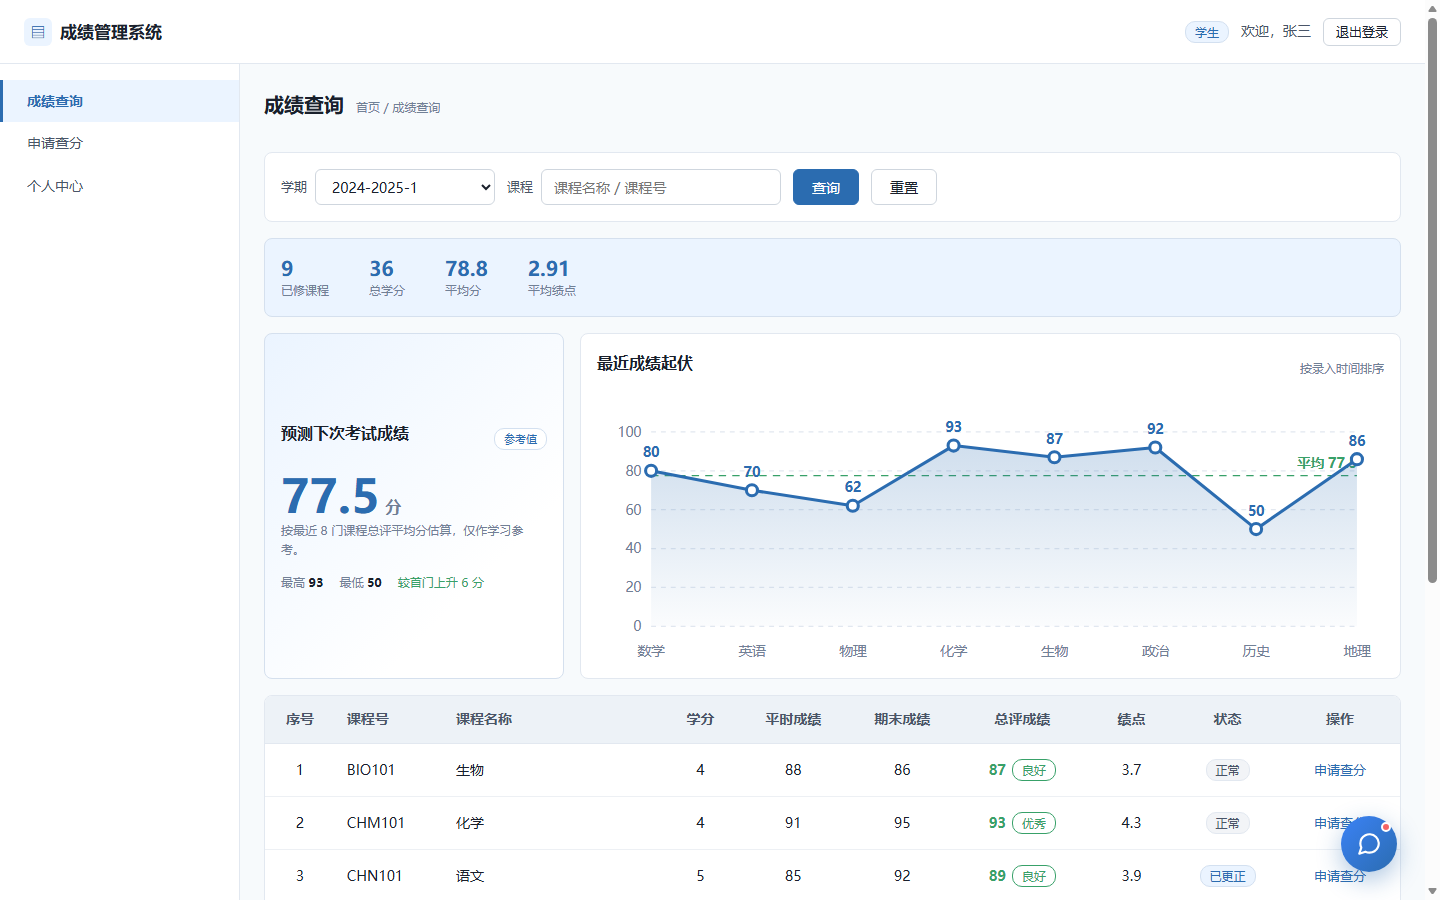 成绩管理系统
学生 欢迎，张三 退出登录
成绩查询
申请查分
个人中心
成绩查询 首页 / 成绩查询
学期 2024-2025-1 课程 课程名称 / 课程号 查询 重置
9 36 78.8 2.91
已修课程 总学分 平均分 平均绩点
预测下次考试成绩 参考值
77.5 分
按最近 8 门课程总评平均分估算，仅作学习参
考。
最高 93 最低 50 较首门上升 6 分
最近成绩起伏 按录入时间排序
100
80
60
40
20
0
80 70 62 93 87 92 50 86
平均 77.
数学 英语 物理 化学 生物 政治 历史 地理
序号 课程号 课程名称 学分 平时成绩 期末成绩 总评成绩 绩点 状态 操作
1 BIO101 生物 4 88 86 87 良好 3.7 正常 申请查分
2 CHM101 化学 4 91 95 93 优秀 4.3 正常 申请查
3 CHN101 语文 5 85 92 89 良好 3.9 已更正 申请查分